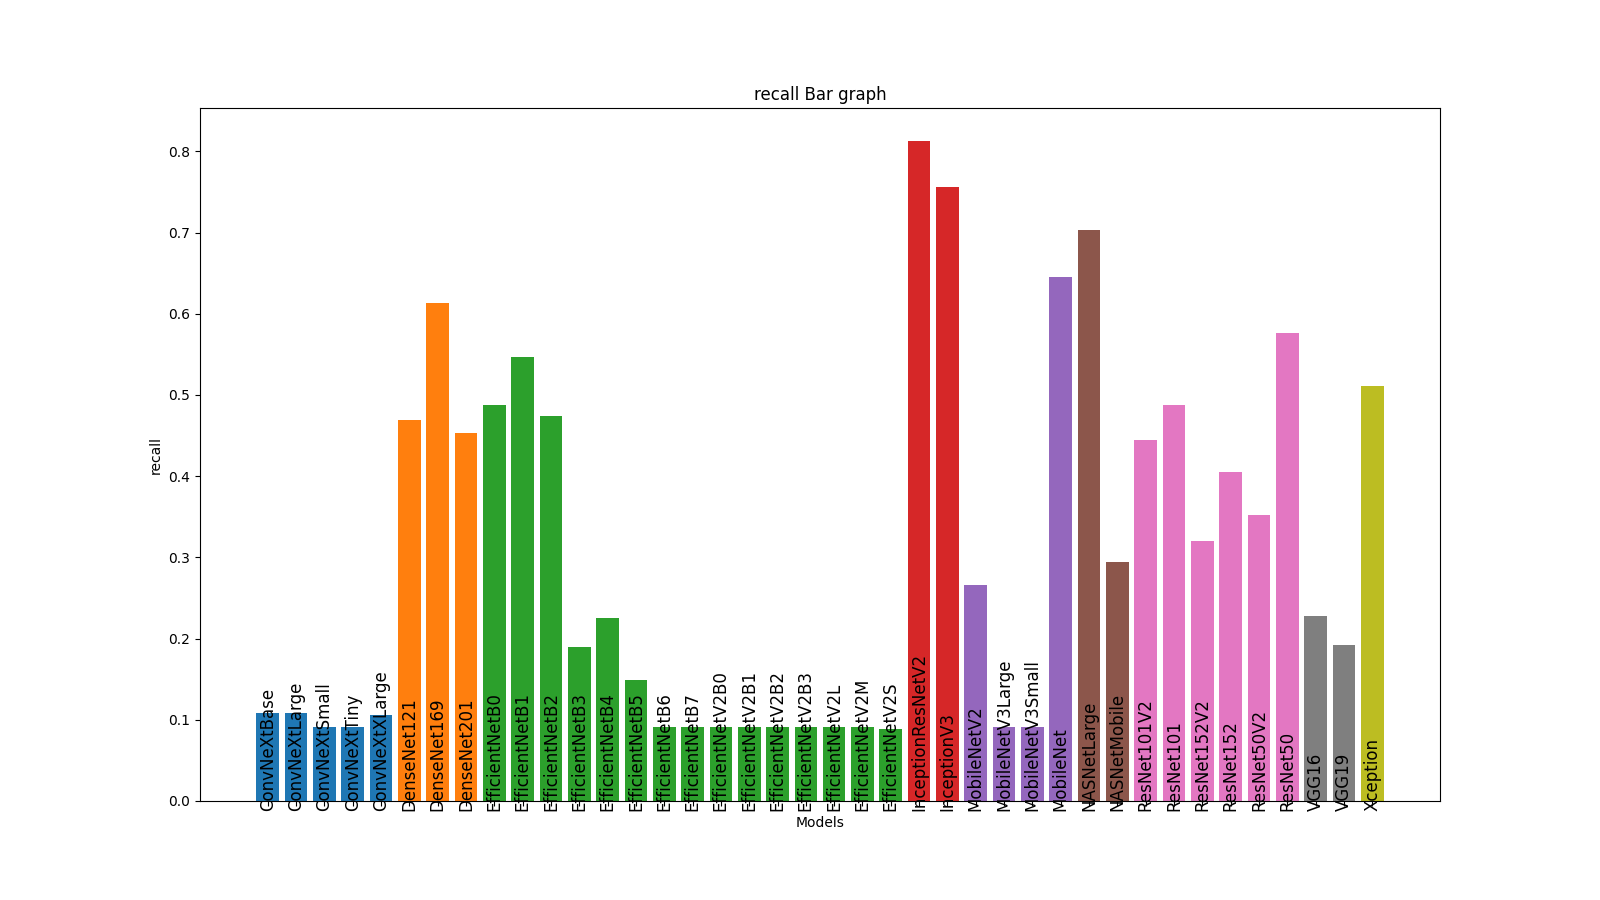 recall Bar graph
0.8
0.7
0.6
0.5
0.4
0.3
0.2
0.1
0.0
recall
ConvNeXtBase
ConvNeXtLarge
ConvNeXtSmall
ConvNeXtTiny
ConvNeXtXLarge
DenseNet121
DenseNet169
DenseNet201
EfficientNetB0
EfficientNetB1
EfficientNetB2
EfficientNetB3
EfficientNetB4
EfficientNetB5
EfficientNetB6
EfficientNetB7
EfficientNetV2B0
EfficientNetV2B1
EfficientNetV2B2
EfficientNetV2B3
EfficientNetV2L
EfficientNetV2M
EfficientNetV2S
InceptionResNetV2
InceptionV3
MobileNetV2
MobileNetV3Large
MobileNetV3Small
MobileNet
NASNetLarge
NASNetMobile
ResNet101V2
ResNet101
ResNet152V2
ResNet152
ResNet50V2
ResNet50
VGG16
VGG19
Xception
Models